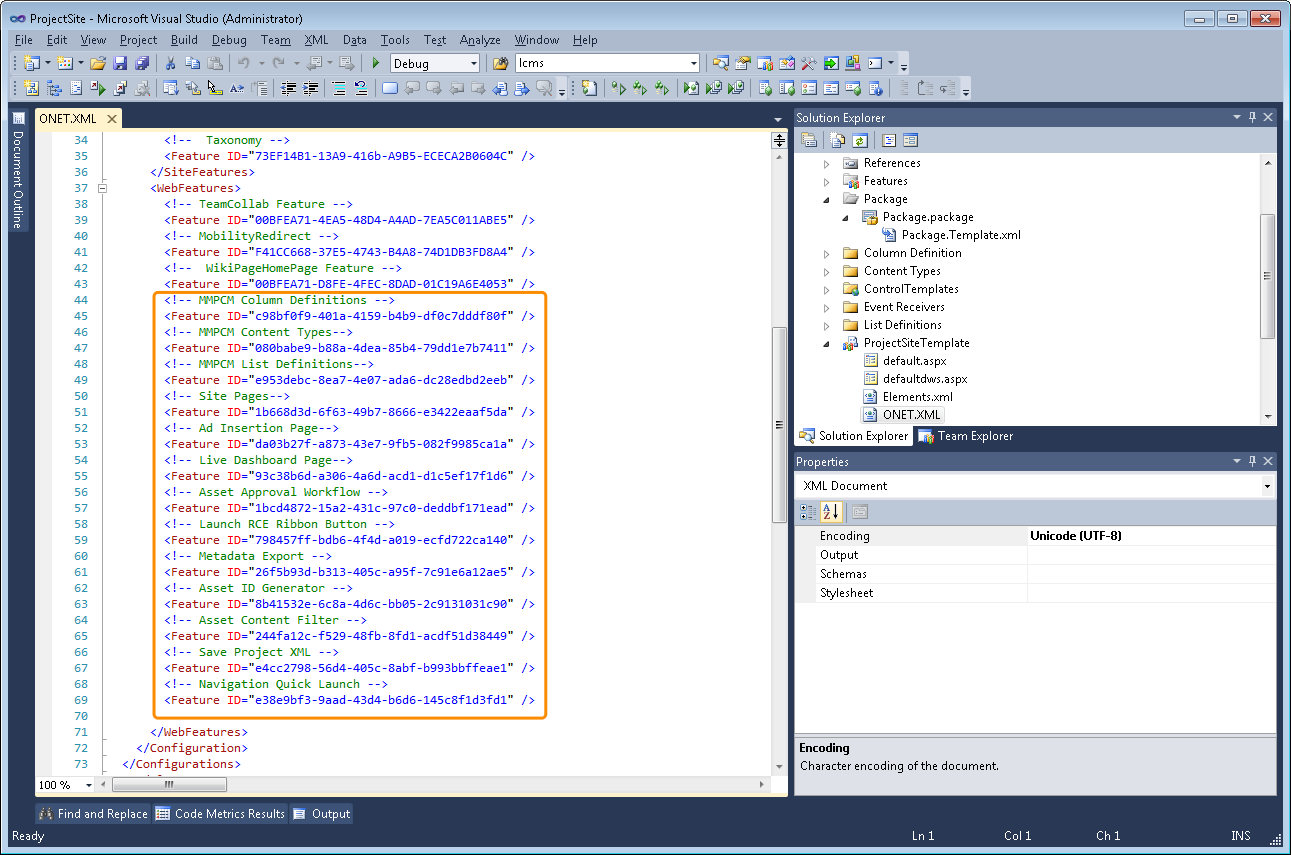 ProjectSite - Microsoft Visual Studio (Administrator)
File Edit View Project Build Debug Team XML Data Tools Test Analyze Window Help
Debug lcms
Document Outline
ONET.XML
34 <!--  Taxonomy -->
35 <Feature ID="73EF14B1-13A9-416b-A9B5-ECECA2B0604C" />
36 </SiteFeatures>
37 <WebFeatures>
38 <!-- TeamCollab Feature -->
39 <Feature ID="00BFEA71-4EA5-48D4-A4AD-7EA5C011ABE5" />
40 <!-- MobilityRedirect -->
41 <Feature ID="F41CC668-37E5-4743-B4A8-74D1DB3FD8A4" />
42 <!--  WikiPageHomePage Feature -->
43 <Feature ID="00BFEA71-D8FE-4FEC-8DAD-01C19A6E4053" />
44 <!-- MMPCM Column Definitions -->
45 <Feature ID="c98bf0f9-401a-4159-b4b9-df0c7dddf80f" />
46 <!-- MMPCM Content Types-->
47 <Feature ID="080babe9-b88a-4dea-85b4-79dd1e7b7411" />
48 <!-- MMPCM List Definitions-->
49 <Feature ID="e953debc-8ea7-4e07-ada6-dc28edbd2eeb" />
50 <!-- Site Pages-->
51 <Feature ID="1b668d3d-6f63-49b7-8666-e3422eaaf5da" />
52 <!-- Ad Insertion Page-->
53 <Feature ID="da03b27f-a873-43e7-9fb5-082f9985ca1a" />
54 <!-- Live Dashboard Page-->
55 <Feature ID="93c38b6d-a306-4a6d-acd1-d1c5ef17f1d6" />
56 <!-- Asset Approval Workflow -->
57 <Feature ID="1bcd4872-15a2-431c-97c0-deddbf171ead" />
58 <!-- Launch RCE Ribbon Button -->
59 <Feature ID="798457ff-bdb6-4f4d-a019-ecfd722ca140" />
60 <!-- Metadata Export -->
61 <Feature ID="26f5b93d-b313-405c-a95f-7c91e6a12ae5" />
62 <!-- Asset ID Generator -->
63 <Feature ID="8b41532e-6c8a-4d6c-bb05-2c9131031c90" />
64 <!-- Asset Content Filter -->
65 <Feature ID="244fa12c-f529-48fb-8fd1-acdf51d38449" />
66 <!-- Save Project XML -->
67 <Feature ID="e4cc2798-56d4-405c-8abf-b993bbffeae1" />
68 <!-- Navigation Quick Launch -->
69 <Feature ID="e38e9bf3-9aad-43d4-b6d6-145c8f1d3fd1" />
70
71 </WebFeatures>
72 </Configuration>
73 </Configurations>
100 %
Solution Explorer
References
Features
Package
Package.package
Package.Template.xml
Column Definition
Content Types
ControlTemplates
Event Receivers
List Definitions
ProjectSiteTemplate
default.aspx
defaultdws.aspx
Elements.xml
ONET.XML
Solution Explorer Team Explorer
Properties
XML Document
Encoding Unicode (UTF-8)
Output
Schemas
Stylesheet
Encoding
Character encoding of the document.
Find and Replace Code Metrics Results Output
Ready Ln 1 Col 1 Ch 1 INS